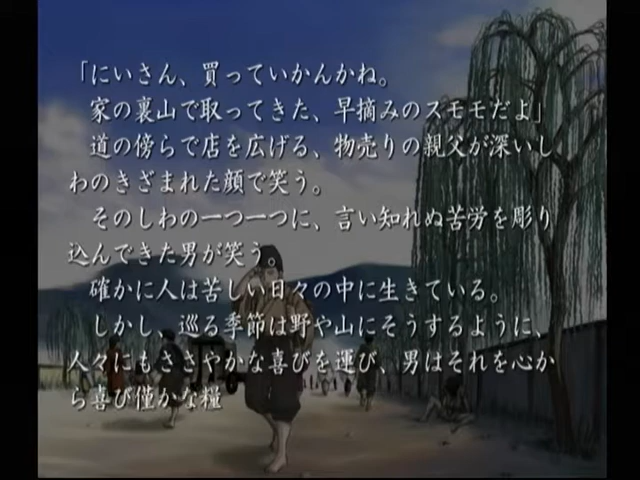 「にいさん、買っていかんかね。
家の裏山で取ってきた、早摘みのスモモだよ」
道の傍らで店を広げる、物売りの親父が深いし
わのきざまれた顔で笑う。
そのしわの一つ一つに、言い知れぬ苦労を彫り
込んできた男が笑う。
確かに人は苦しい日々の中に生きている。
しかし、巡る季節は野や山にそうするように、
人々にもささやかな喜びを運び、男はそれを心か
ら喜び僅かな糧